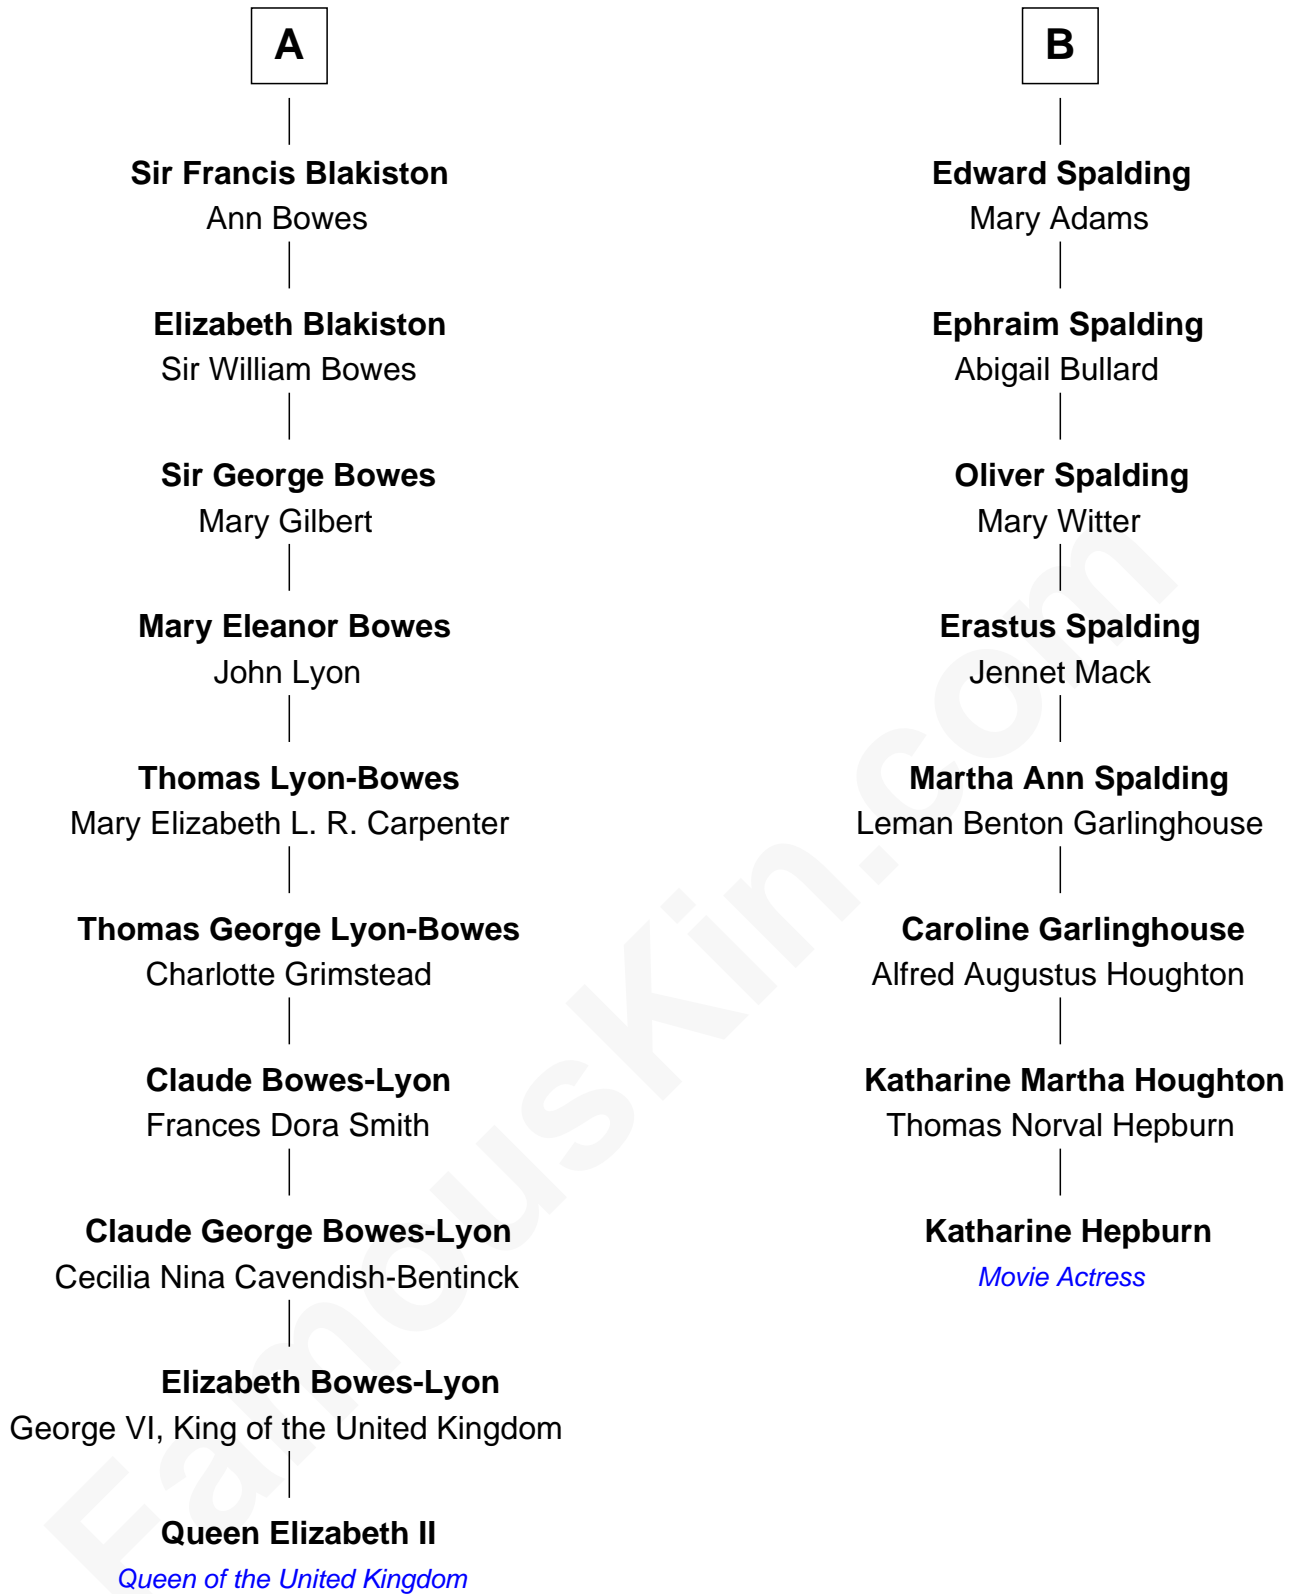 A
Sir Francis Blakiston
Ann Bowes
Elizabeth Blakiston
Sir William Bowes
Sir George Bowes
Mary Gilbert
Mary Eleanor Bowes
John Lyon
Thomas Lyon-Bowes
Mary Elizabeth L. R. Carpenter
Thomas George Lyon-Bowes
Charlotte Grimstead
Claude Bowes-Lyon
Frances Dora Smith
Claude George Bowes-Lyon
Cecilia Nina Cavendish-Bentinck
Elizabeth Bowes-Lyon
George VI, King of the United Kingdom
Queen Elizabeth II
Queen of the United Kingdom
B
Edward Spalding
Mary Adams
Ephraim Spalding
Abigail Bullard
Oliver Spalding
Mary Witter
Erastus Spalding
Jennet Mack
Martha Ann Spalding
Leman Benton Garlinghouse
Caroline Garlinghouse
Alfred Augustus Houghton
Katharine Martha Houghton
Thomas Norval Hepburn
Katharine Hepburn
Movie Actress
FamousKin.com